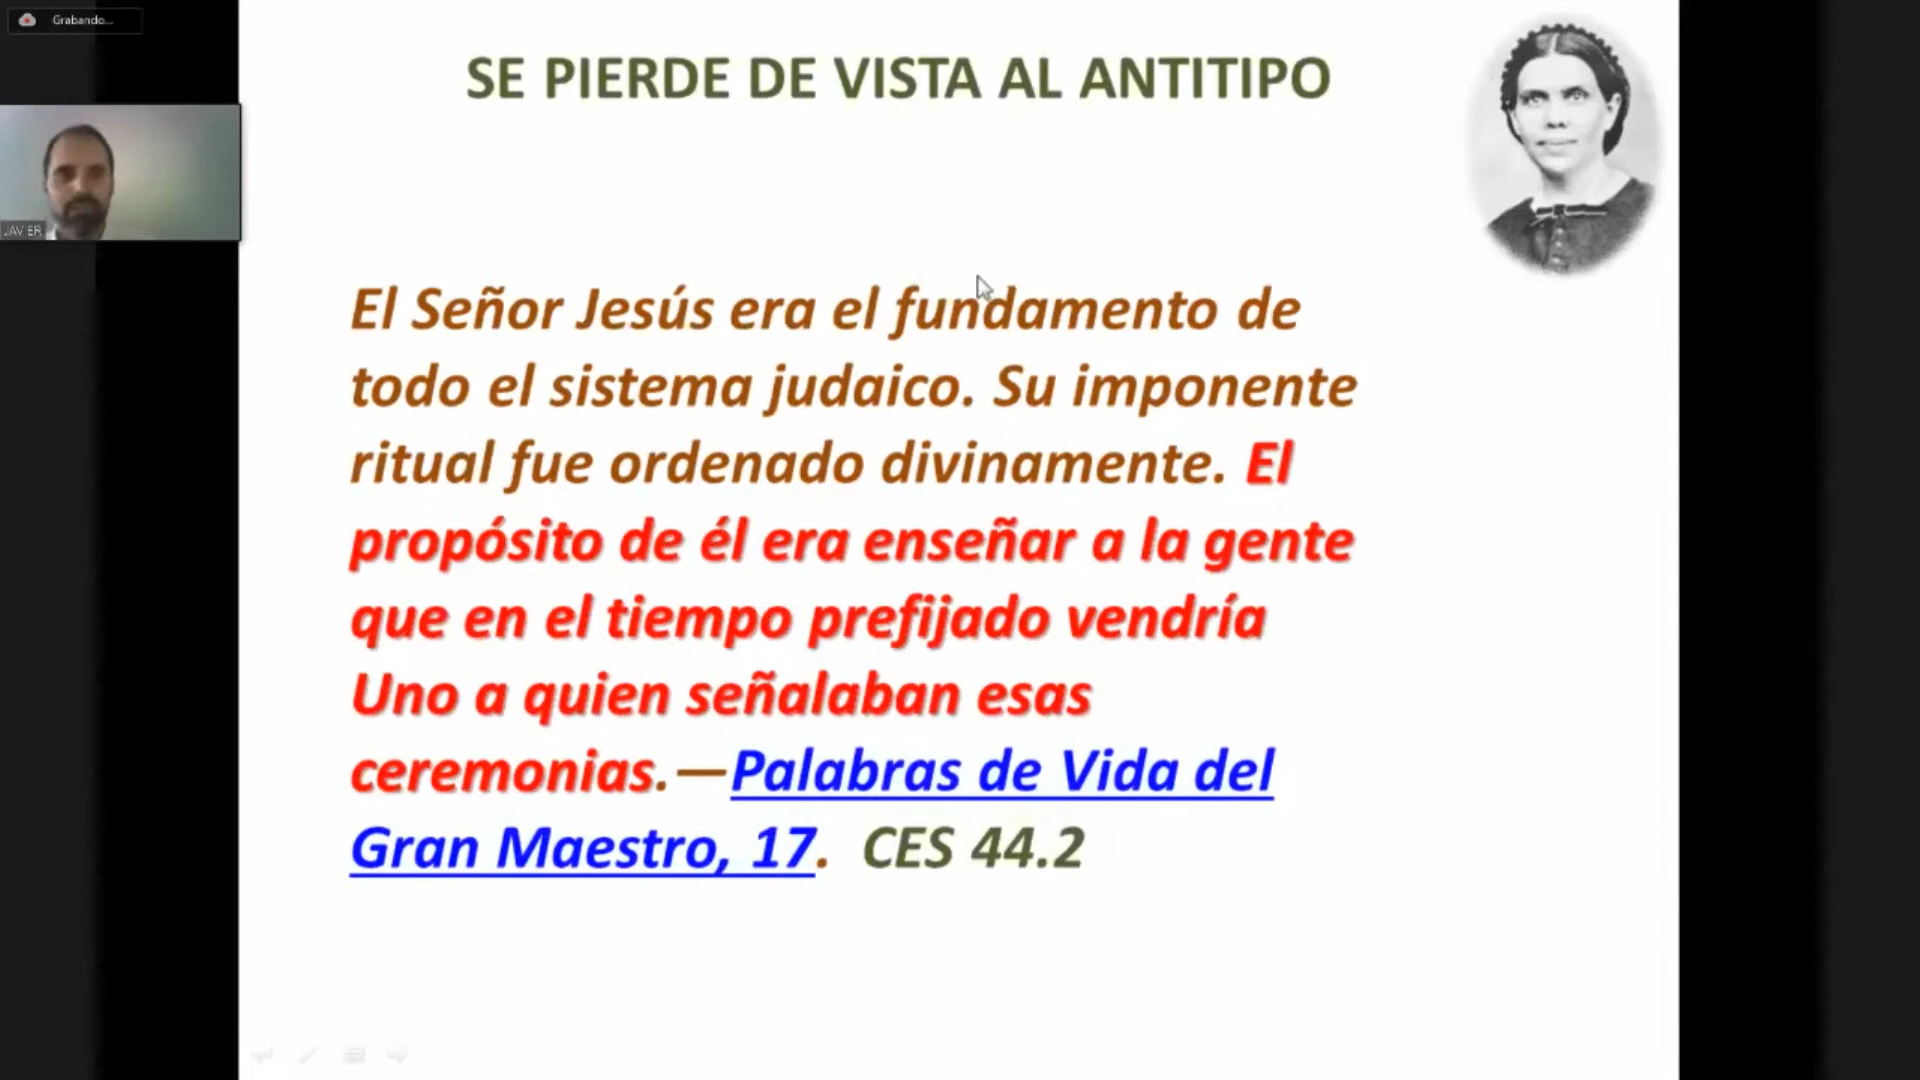 Grabando...
SE PIERDE DE VISTA AL ANTITIPO
JAVIER
El Señor Jesús era el fundamento de
todo el sistema judaico. Su imponente
ritual fue ordenado divinamente. El
propósito de él era enseñar a la gente
que en el tiempo prefijado vendría
Uno a quien señalaban esas
ceremonias.—Palabras de Vida del
Gran Maestro, 17. CES 44.2